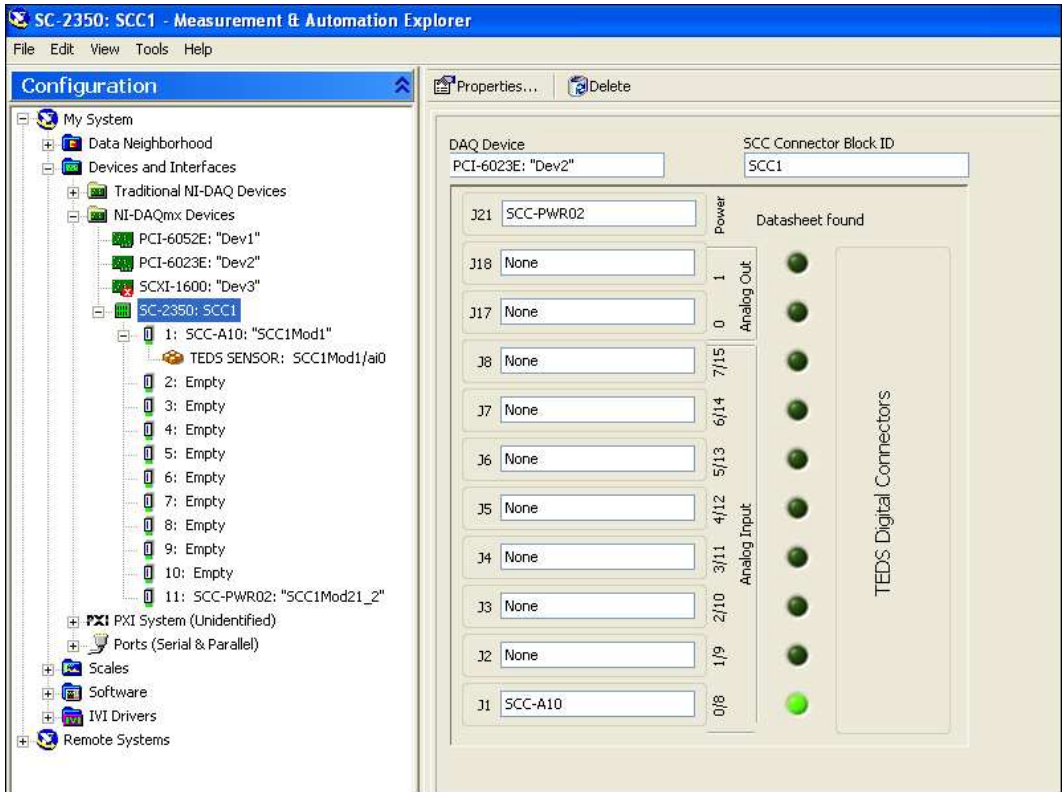 SC-2350: SCC1 - Measurement & Automation Explorer
File Edit View Tools Help
Configuration
Properties... Delete
My System
Data Neighborhood
Devices and Interfaces
Traditional NI-DAQ Devices
NI-DAQmx Devices
PCI-6052E: "Dev1"
PCI-6023E: "Dev2"
SCXI-1600: "Dev3"
SC-2350: SCC1
1: SCC-A10: "SCC1Mod1"
TEDS SENSOR: SCC1Mod1/ai0
2: Empty
3: Empty
4: Empty
5: Empty
6: Empty
7: Empty
8: Empty
9: Empty
10: Empty
11: SCC-PWR02: "SCC1Mod21_2"
PXI PXI System (Unidentified)
Ports (Serial & Parallel)
Scales
Software
IVI IVI Drivers
Remote Systems
DAQ Device
PCI-6023E: "Dev2"
SCC Connector Block ID
SCC1
J21 SCC-PWR02
Power
Datasheet found
J18 None 1
J17 None 0
Analog Out
J8 None 7/15
J7 None 6/14
J6 None 5/13
J5 None 4/12
J4 None 3/11
J3 None 2/10
J2 None 1/9
J1 SCC-A10 0/8
Analog Input
TEDS Digital Connectors